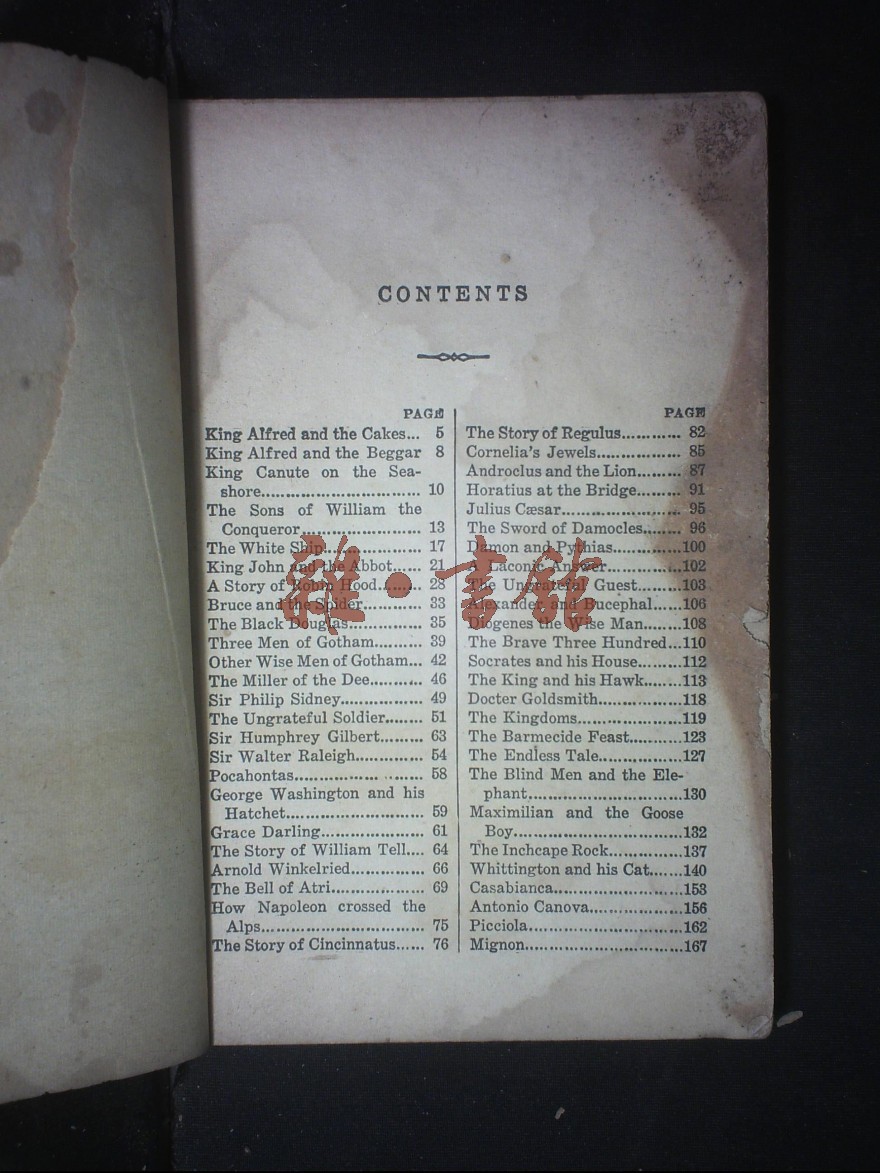 CONTENTS
PAGE
King Alfred and the Cakes... 5
King Alfred and the Beggar 8
King Canute on the Sea-
shore.............................. 10
The Sons of William the
Conqueror....................... 13
The White Ship.................. 17
King John and the Abbot..... 21
A Story of Robin Hood........ 28
Bruce and the Spider........... 33
The Black Douglas.............. 35
Three Men of Gotham......... 39
Other Wise Men of Gotham... 42
The Miller of the Dee.......... 46
Sir Philip Sidney................. 49
The Ungrateful Soldier........ 51
Sir Humphrey Gilbert......... 63
Sir Walter Raleigh.............. 54
Pocahontas......................... 58
George Washington and his
Hatchet........................... 59
Grace Darling..................... 61
The Story of William Tell.... 64
Arnold Winkelried............... 66
The Bell of Atri................... 69
How Napoleon crossed the
Alps................................ 75
The Story of Cincinnatus...... 76
PAGE
The Story of Regulus........... 82
Cornelia's Jewels................. 85
Androclus and the Lion......... 87
Horatius at the Bridge......... 91
Julius Cæsar....................... 95
The Sword of Damocles........ 96
Damon and Pythias.............100
A Laconic Answer...............102
The Ungrateful Guest..........103
Alexander and Bucephal......106
Diogenes the Wise Man.......108
The Brave Three Hundred...110
Socrates and his House.........112
The King and his Hawk.......113
Docter Goldsmith................118
The Kingdoms....................119
The Barmecide Feast...........123
The Endless Tale.................127
The Blind Men and the Ele-
phant..............................130
Maximilian and the Goose
Boy.................................132
The Inchcape Rock..............137
Whittington and his Cat......140
Casabianca.........................153
Antonio Canova..................156
Picciola..............................162
Mignon..............................167
雒·書館